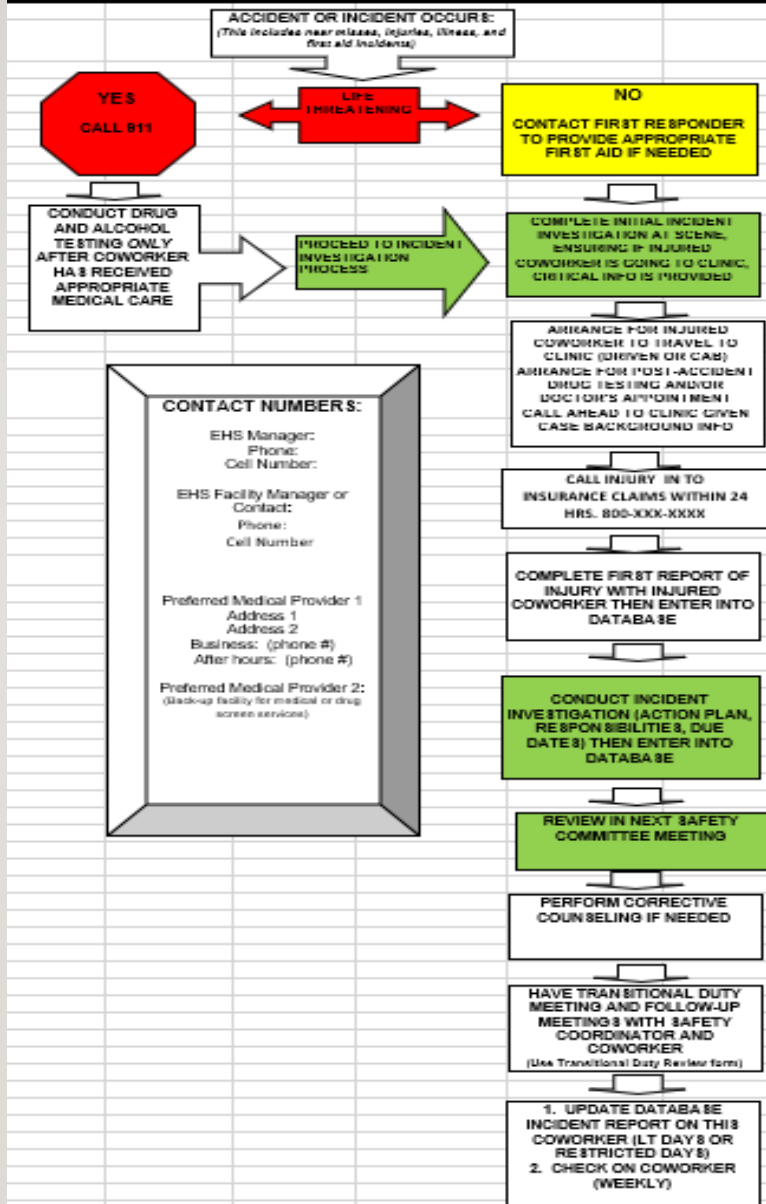 ACCIDENT OR INCIDENT OCCURS:
(This includes near misses, injuries, illness, and
first aid incidents)
LIFE
THREATENING
YES
CALL 911
NO
CONTACT FIRST RESPONDER
TO PROVIDE APPROPRIATE
FIRST AID IF NEEDED
CONDUCT DRUG
AND ALCOHOL
TESTING ONLY
AFTER COWORKER
HAS RECEIVED
APPROPRIATE
MEDICAL CARE
PROCEED TO INCIDENT
INVESTIGATION
PROCESS
COMPLETE INITIAL INCIDENT
INVESTIGATION AT SCENE,
ENSURING IF INJURED
COWORKER IS GOING TO CLINIC,
CRITICAL INFO IS PROVIDED
ARRANGE FOR INJURED
COWORKER TO TRAVEL TO
CLINIC (DRIVEN OR CAB)
ARRANGE FOR POST-ACCIDENT
DRUG TESTING AND/OR
DOCTOR'S APPOINTMENT
CALL AHEAD TO CLINIC GIVEN
CASE BACKGROUND INFO
CALL INJURY IN TO
INSURANCE CLAIMS WITHIN 24
HRS. 800-XXX-XXXX
COMPLETE FIRST REPORT OF
INJURY WITH INJURED
COWORKER THEN ENTER INTO
DATABASE
CONDUCT INCIDENT
INVESTIGATION (ACTION PLAN,
RESPONSIBILITIES, DUE
DATES) THEN ENTER INTO
DATABASE
REVIEW IN NEXT SAFETY
COMMITTEE MEETING
PERFORM CORRECTIVE
COUNSELING IF NEEDED
HAVE TRANSITIONAL DUTY
MEETING AND FOLLOW-UP
MEETINGS WITH SAFETY
COORDINATOR AND
COWORKER
(Use Transitional Duty Review form)
1. UPDATE DATABASE
INCIDENT REPORT ON THIS
COWORKER (LT DAYS OR
RESTRICTED DAYS)
2. CHECK ON COWORKER
(WEEKLY)
CONTACT NUMBERS:
EHS Manager:
Phone:
Cell Number:
EHS Facility Manager or
Contact:
Phone:
Cell Number
Preferred Medical Provider 1
Address 1
Address 2
Business: (phone #)
After hours: (phone #)
Preferred Medical Provider 2:
(Back-up facility for medical or drug
screen services)